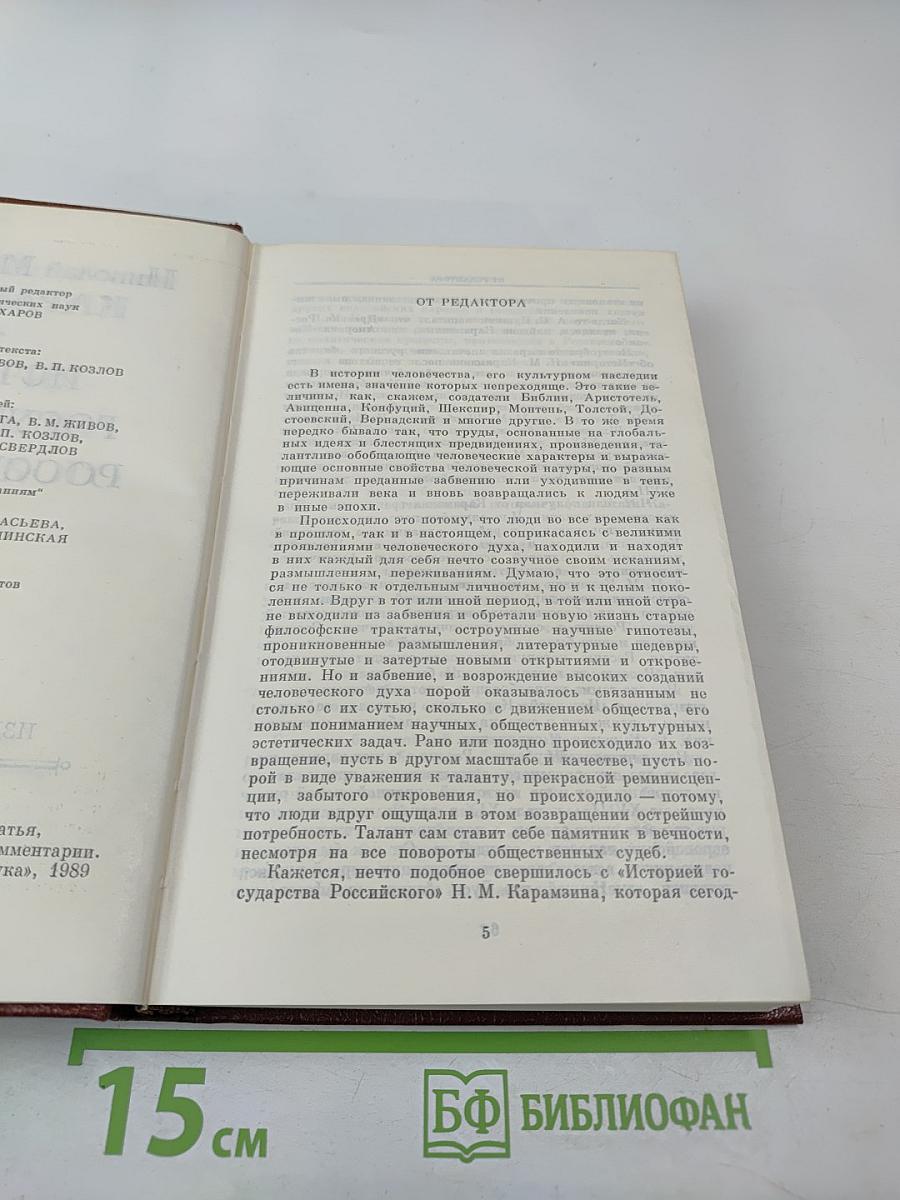 ый редактор
ических наук
ХАРОВ
текста:
ВОВ, В. П. КОЗЛОВ
ей:
ГА, В. М. ЖИВОВ,
П. КОЗЛОВ,
СВЕРДЛОВ
аниям"
АСЬЕВА,
ИНСКАЯ
тов
атья,
мментарии.
ука», 1989
ОТ РЕДАКТОРА
В истории человечества, его культурном наследии
есть имена, значение которых непреходяще. Это такие ве-
личины, как, скажем, создатели Библии, Аристотель,
Авиценна, Конфуций, Шекспир, Монтень, Толстой, До-
стоевский, Вернадский и многие другие. В то же время
нередко бывало так, что труды, основанные на глобаль-
ных идеях и блестящих предвидениях, произведения, та-
лантливо обобщающие человеческие характеры и выража-
ющие основные свойства человеческой натуры, по разным
причинам преданные забвению или уходившие в тень,
переживали века и вновь возвращались к людям уже
в иные эпохи.
Происходило это потому, что люди во все времена как
в прошлом, так и в настоящем, соприкасаясь с великими
проявлениями человеческого духа, находили и находят
в них каждый для себя нечто созвучное своим исканиям,
размышлениям, переживаниям. Думаю, что это относит-
ся не только к отдельным личностям, но и к целым поко-
лениям. Вдруг в тот или иной период, в той или иной стра-
не выходили из забвения и обретали новую жизнь старые
философские трактаты, остроумные научные гипотезы,
проникновенные размышления, литературные шедевры,
отодвинутые и затертые новыми открытиями и открове-
ниями. Но и забвение, и возрождение высоких созданий
человеческого духа порой оказывалось связанным не
столько с их сутью, сколько с движением общества, его
новым пониманием научных, общественных, культурных,
эстетических задач. Рано или поздно происходило их воз-
вращение, пусть в другом масштабе и качестве, пусть по-
рой в виде уважения к таланту, прекрасной реминисцен-
ции, забытого откровения, но происходило — потому,
что люди вдруг ощущали в этом возвращении острейшую
потребность. Талант сам ставит себе памятник в вечности,
несмотря на все повороты общественных судеб.
Кажется, нечто подобное свершилось с «Историей го-
сударства Российского» Н. М. Карамзина, которая сегод-
5
15 см
БФ БИБЛИОФАН